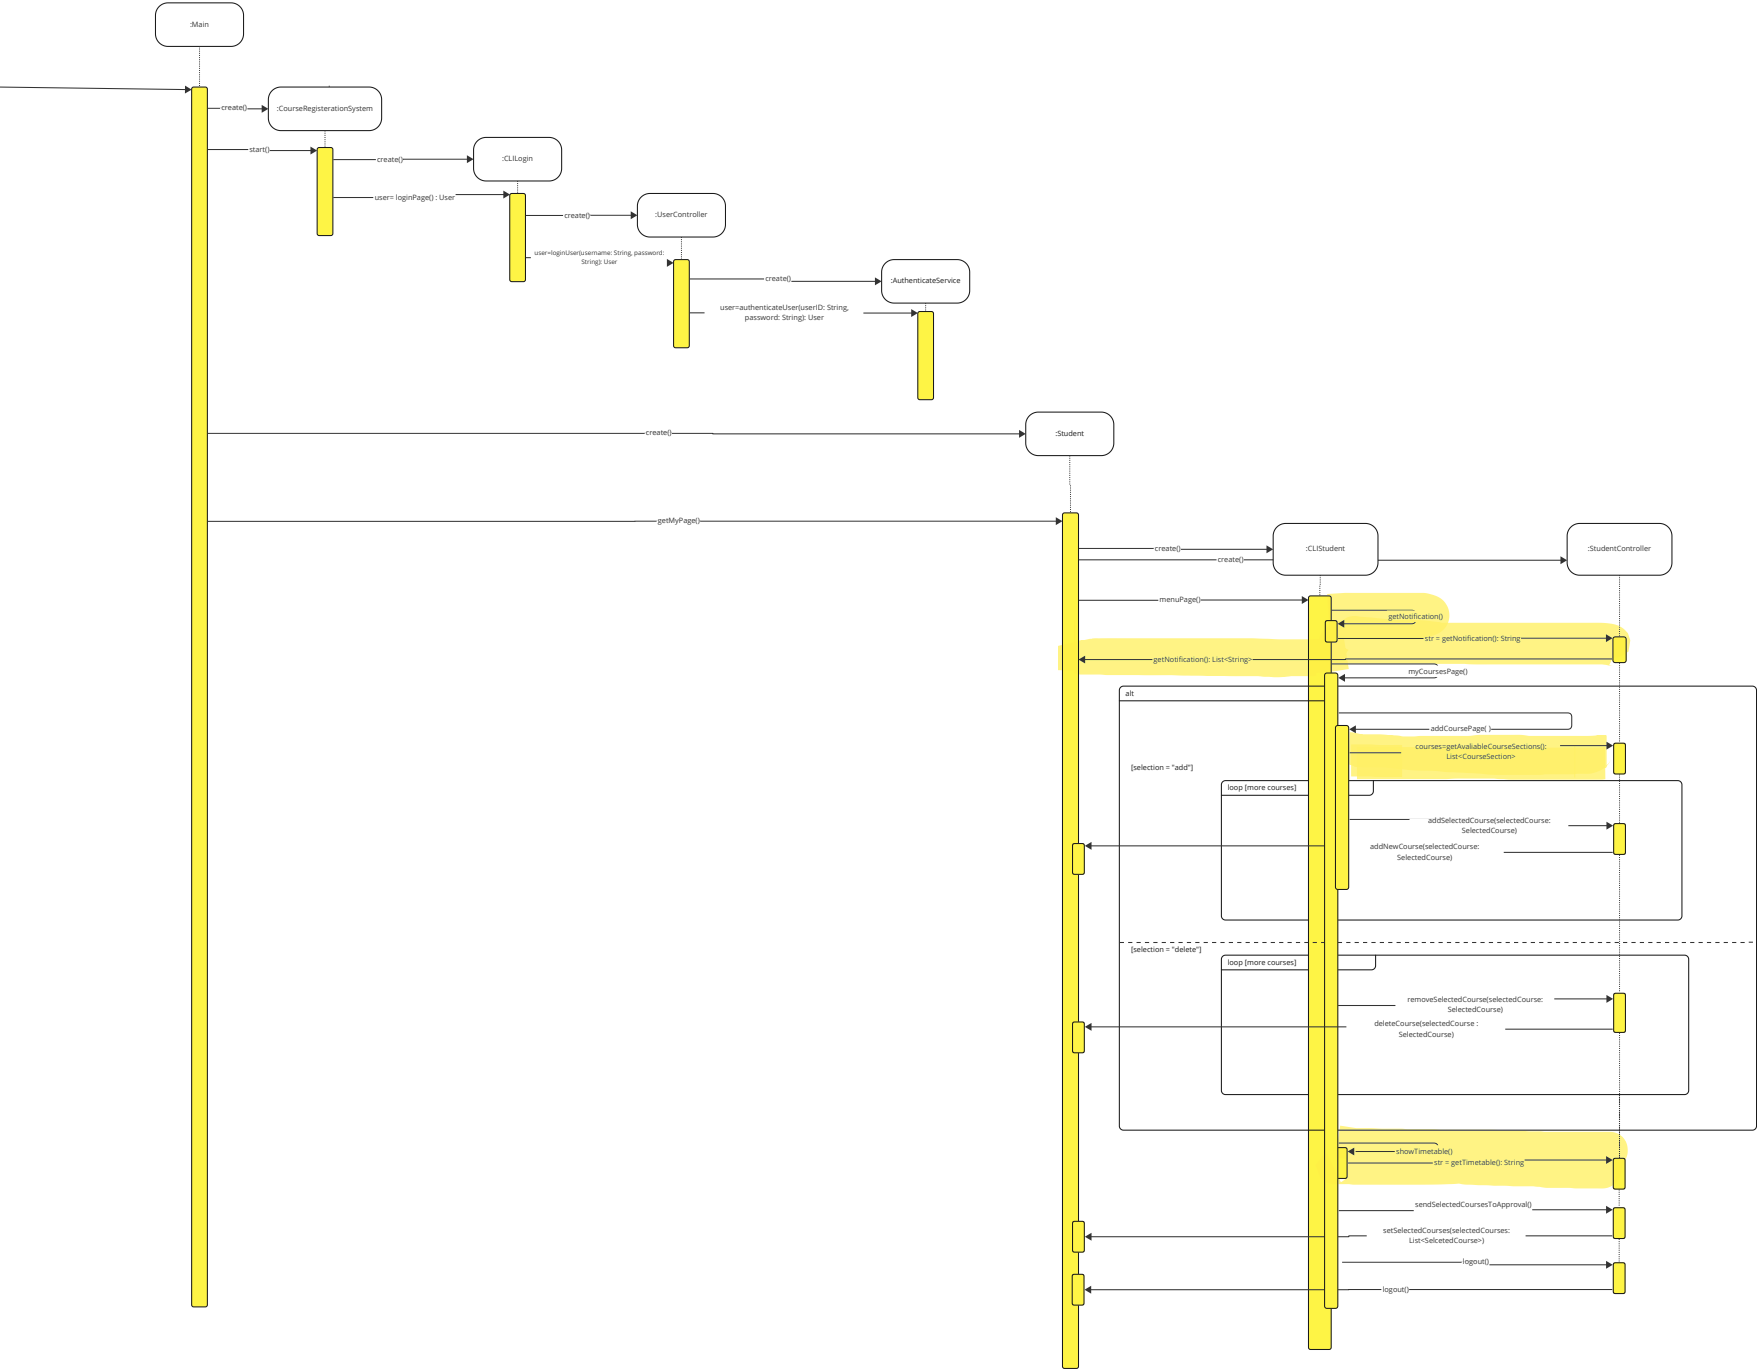 :Main
create()
:CourseRegisterationSystem
start()
create()
:CLILogin
user= loginPage() : User
create()
:UserController
user=loginUser(username: String, password:
String): User
create()
:AuthenticateService
user=authenticateUser(userID: String,
password: String): User
create()
:Student
getMyPage()
create()
:CLIStudent
:StudentController
create()
menuPage()
getNotification()
str = getNotification(): String
getNotification(): List<String>
myCoursesPage()
alt
addCoursePage( )
courses=getAvaliableCourseSections():
List<CourseSection>
[selection = "add"]
loop [more courses]
addSelectedCourse(selectedCourse:
SelectedCourse)
addNewCourse(selectedCourse:
SelectedCourse)
[selection = "delete"]
loop [more courses]
removeSelectedCourse(selectedCourse:
SelectedCourse)
deleteCourse(selectedCourse :
SelectedCourse)
showTimetable()
str = getTimetable(): String
sendSelectedCoursesToApproval()
setSelectedCourses(selectedCourses:
List<SelcetedCourse>)
logout()
logout()